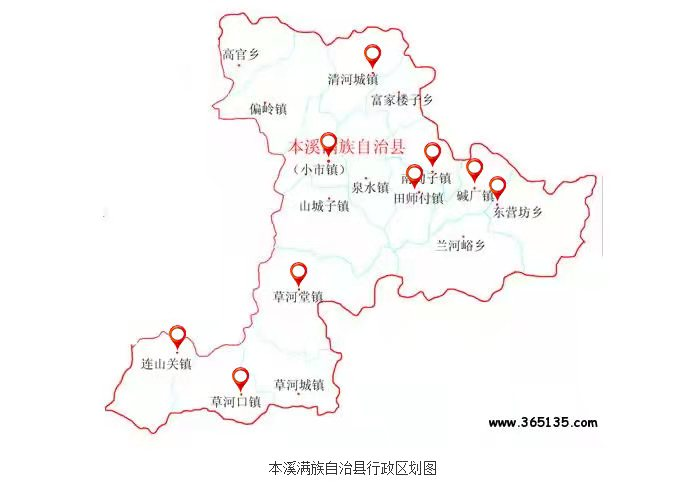 高官乡
清河城镇
富家楼子乡
偏岭镇
本溪满族自治县
（小市镇）
泉水镇
南甸子镇
田师付镇
碱厂镇
山城子镇
东营坊乡
兰河峪乡
草河堂镇
连山关镇
草河口镇
草河城镇
www.365135.com
本溪满族自治县行政区划图